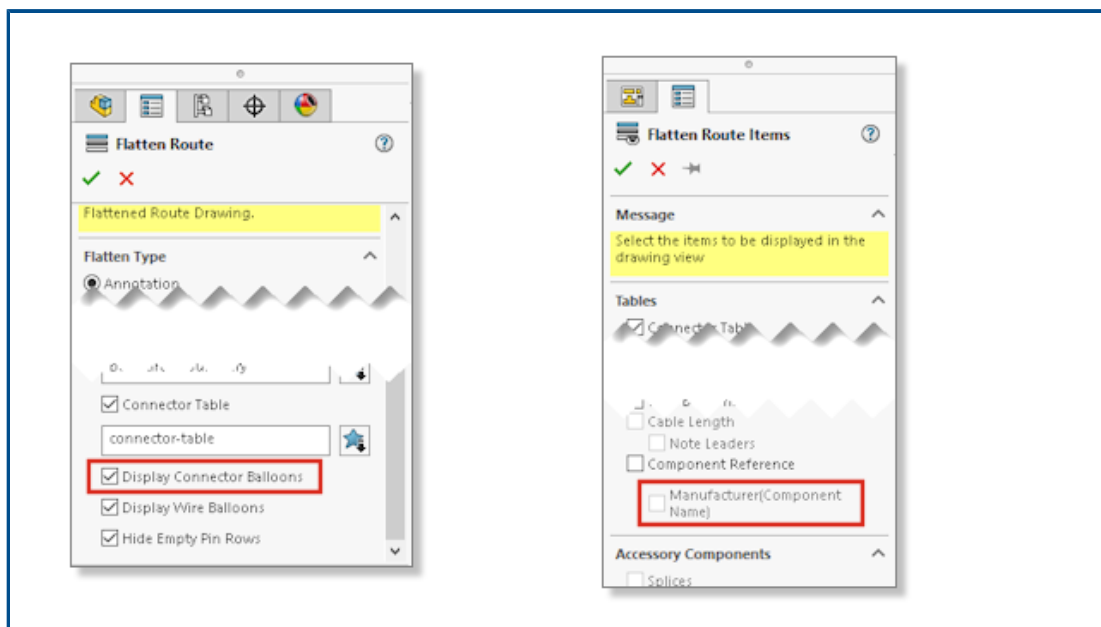 Flatten Route
Flattened Route Drawing.
Flatten Type
Annotation
Connector Table
connector-table
Display Connector Balloons
Display Wire Balloons
Hide Empty Pin Rows
Flatten Route Items
Message
Select the items to be displayed in the
drawing view
Tables
Connector Table
Cable Length
Note Leaders
Component Reference
Manufacturer(Component
Name)
Accessory Components
Splices